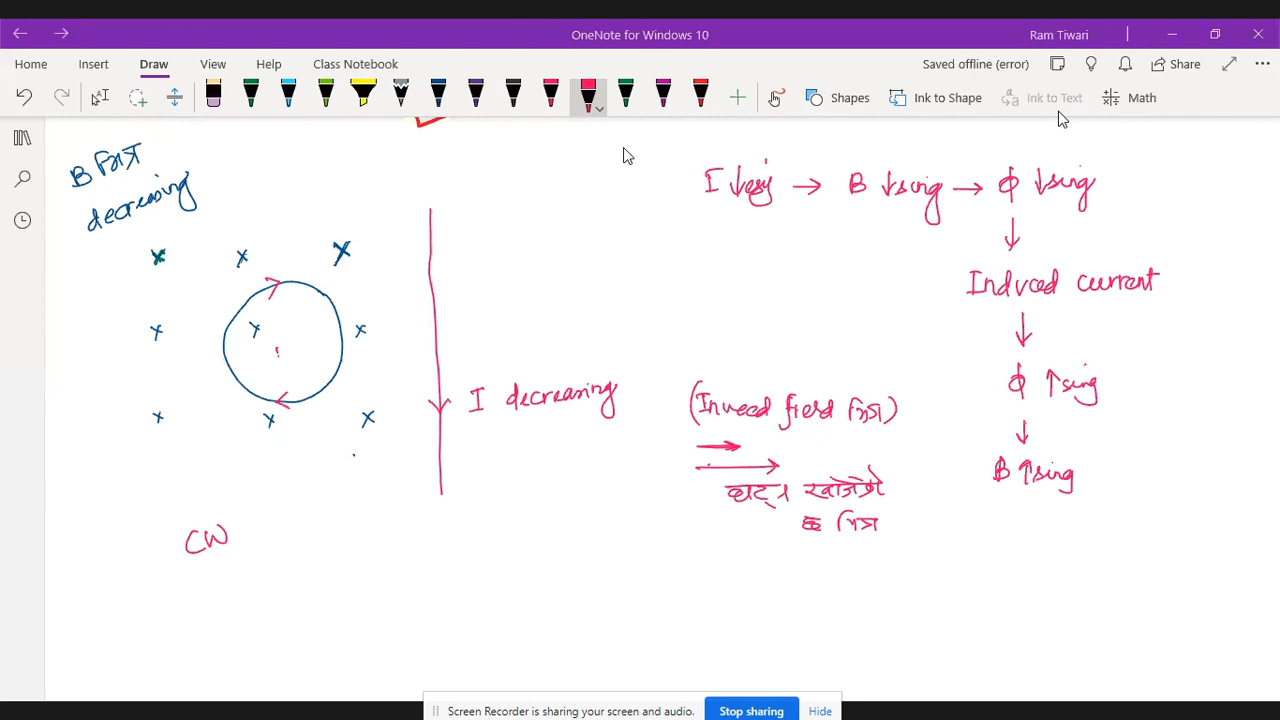 OneNote for Windows 10
Ram Tiwari
Home Insert Draw View Help Class Notebook
Saved offline (error)
Share
Shapes
Ink to Shape
Ink to Text
Math
decreasing
B
x x x
x x x
x x x
I decreasing
CW
I ↓ → B ↓sing → Φ ↓sing
↓
Induced current
↓
Φ ↑sing
↓
B ↑sing
field
Screen Recorder is sharing your screen and audio.
Stop sharing
Hide